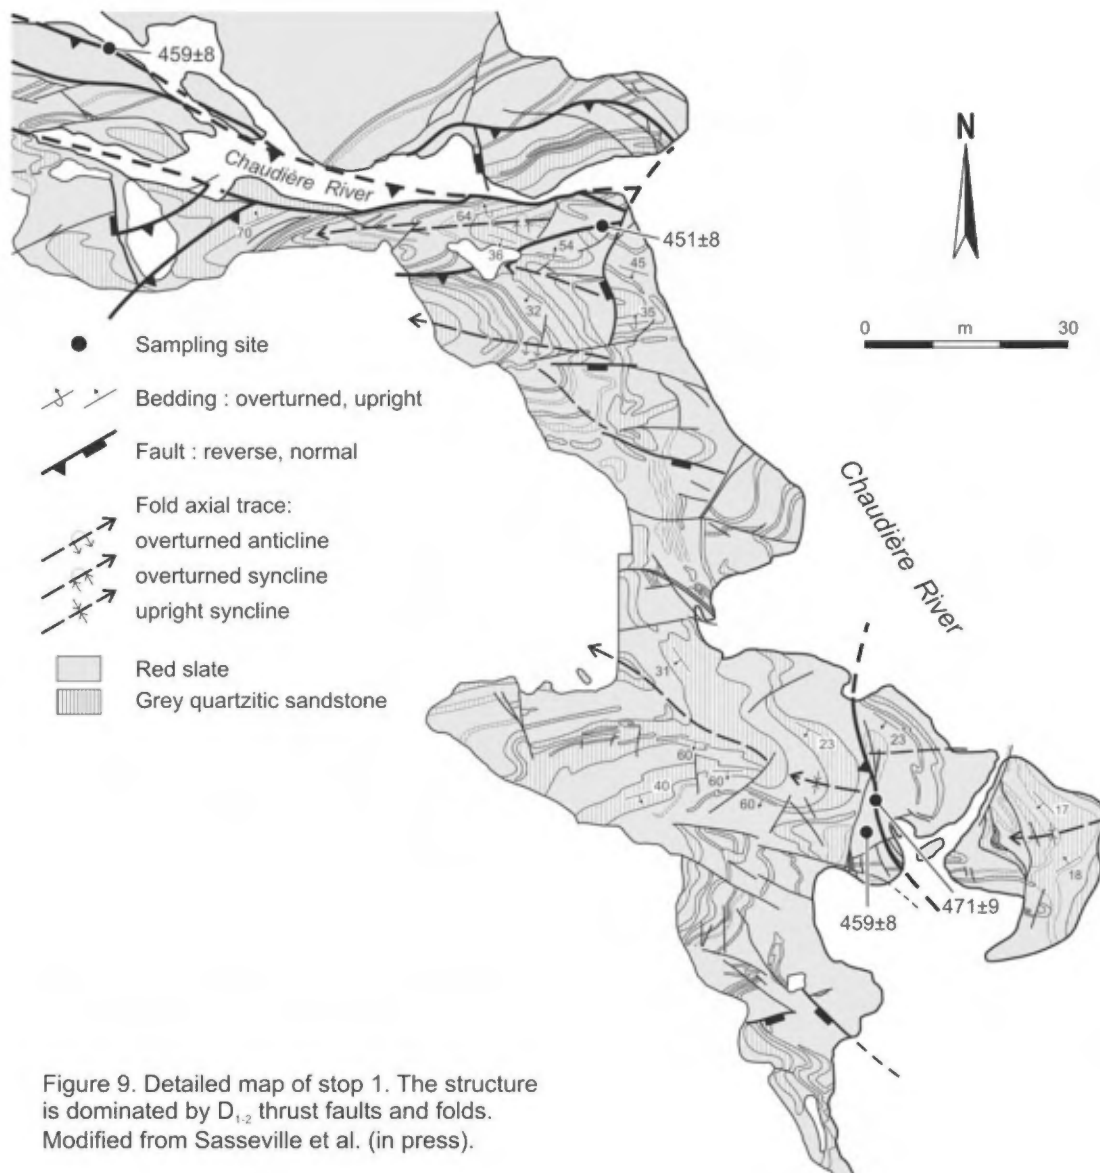 459±8
Chaudière River
451±8
N
0 m 30
64
70
36
54
45
32
35
Sampling site
Bedding : overturned, upright
Fault : reverse, normal
Fold axial trace:
overturned anticline
overturned syncline
upright syncline
Red slate
Grey quartzitic sandstone
Chaudière River
31
23
23
60
60
40
60
17
18
471±9
459±8
Figure 9. Detailed map of stop 1. The structure
is dominated by D1-2 thrust faults and folds.
Modified from Sasseville et al. (in press).